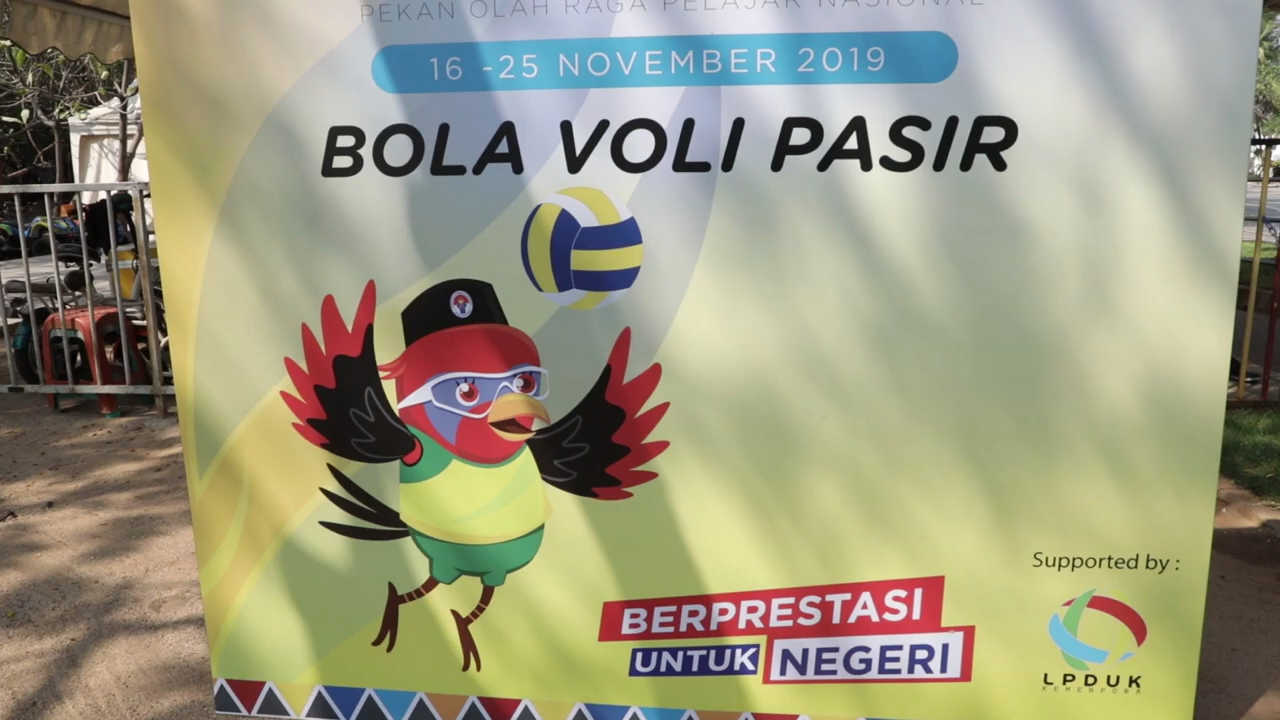 PEKAN OLAH RAGA PELAJAR NASIONAL
16 -25 NOVEMBER 2019
BOLA VOLI PASIR
BERPRESTASI
UNTUK NEGERI
Supported by :
LPDUK
KEMENPORA